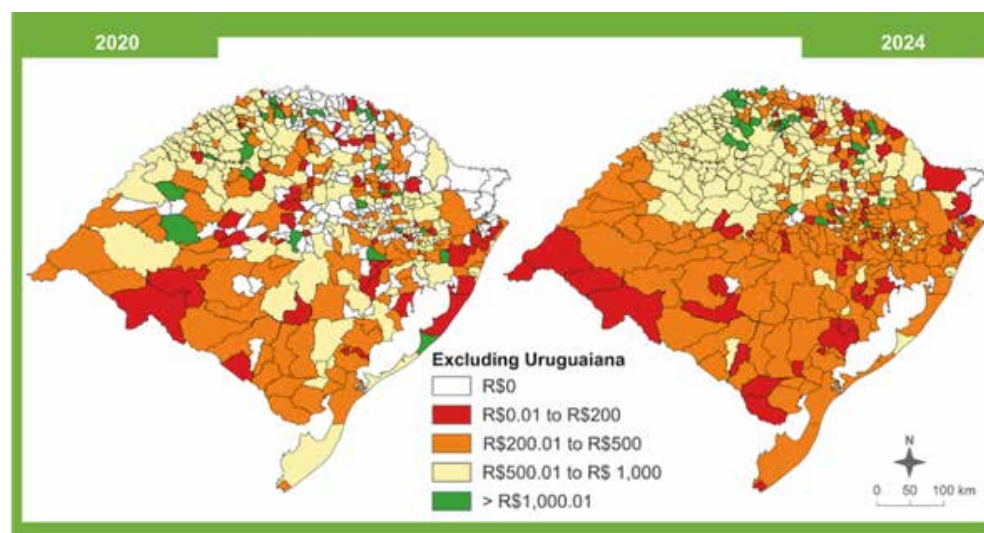 2020
2024
Excluding Uruguaiana
R$0
R$0.01 to R$200
R$200.01 to R$500
R$500.01 to R$ 1,000
> R$1,000.01
N
0 50 100 km